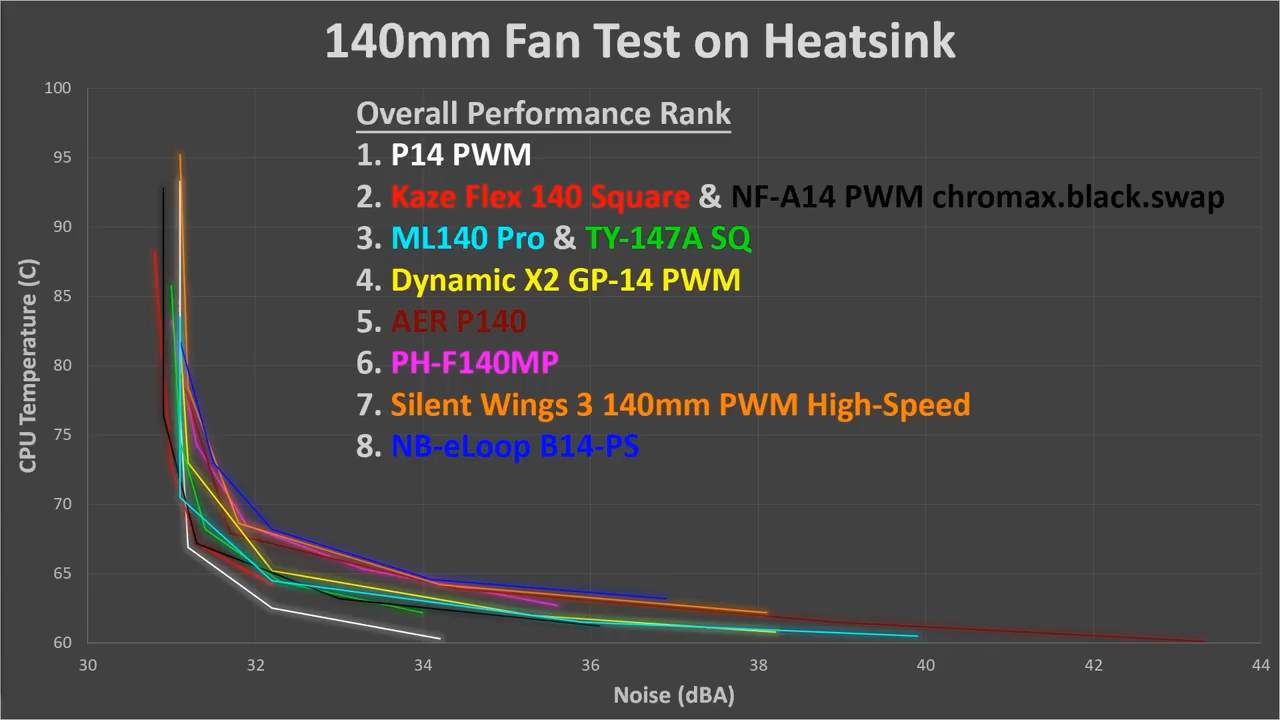 140mm Fan Test on Heatsink
Overall Performance Rank
1. P14 PWM
2. Kaze Flex 140 Square & NF-A14 PWM chromax.black.swap
3. ML140 Pro & TY-147A SQ
4. Dynamic X2 GP-14 PWM
5. AER P140
6. PH-F140MP
7. Silent Wings 3 140mm PWM High-Speed
8. NB-eLoop B14-PS
CPU Temperature (C)
100
95
90
85
80
75
70
65
60
30 32 34 36 38 40 42 44
Noise (dBA)